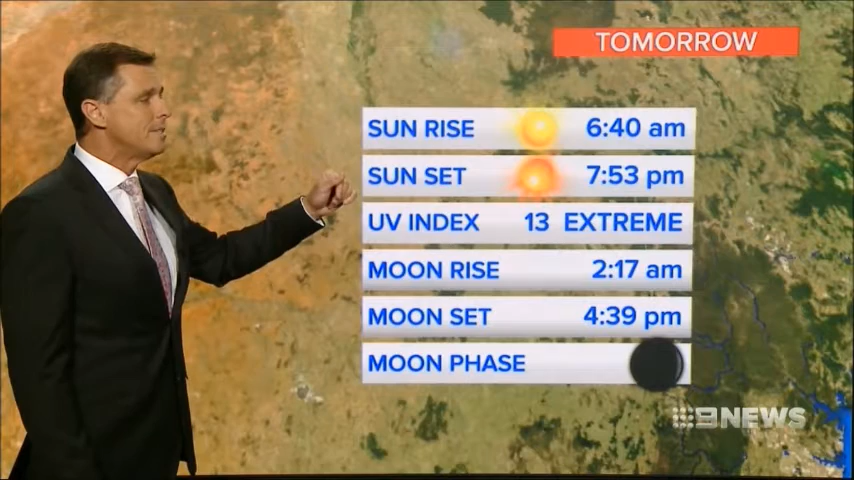 TOMORROW
SUN RISE 6:40 am
SUN SET 7:53 pm
UV INDEX 13 EXTREME
MOON RISE 2:17 am
MOON SET 4:39 pm
MOON PHASE
9NEWS